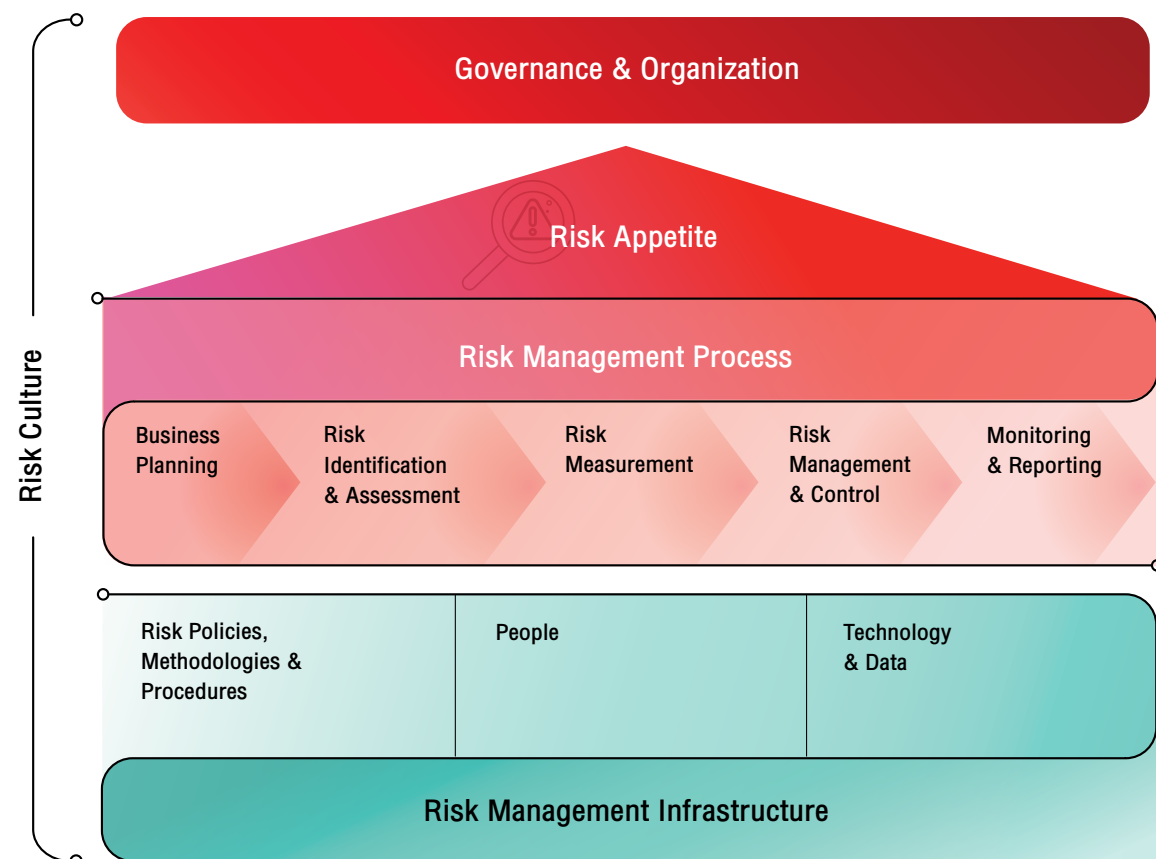 Governance & Organization
Risk Appetite
Risk Management Process
Business
Planning
Risk
Identification
& Assessment
Risk
Measurement
Risk
Management
& Control
Monitoring
& Reporting
Risk Policies,
Methodologies &
Procedures
People
Technology
& Data
Risk Management Infrastructure
Risk Culture